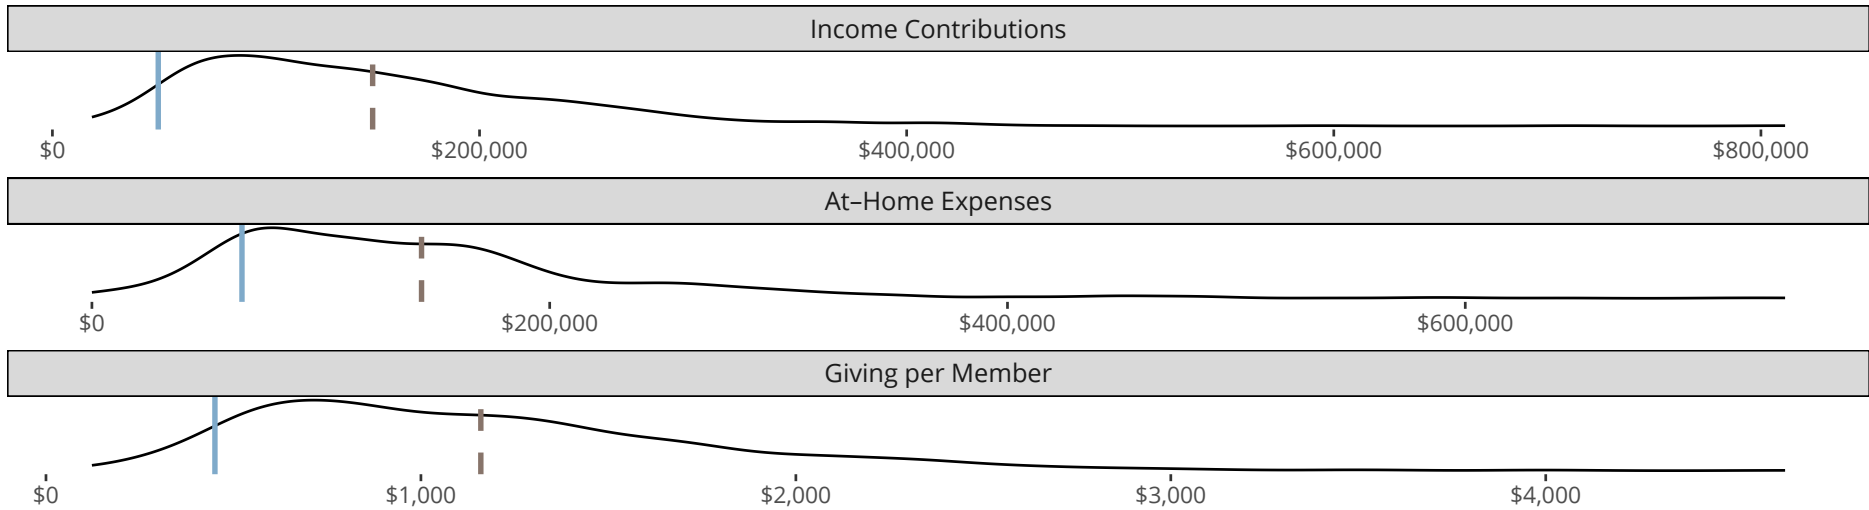 Income Contributions
$0 $200,000 $400,000 $600,000 $800,000
At–Home Expenses
$0 $200,000 $400,000 $600,000
Giving per Member
$0 $1,000 $2,000 $3,000 $4,000